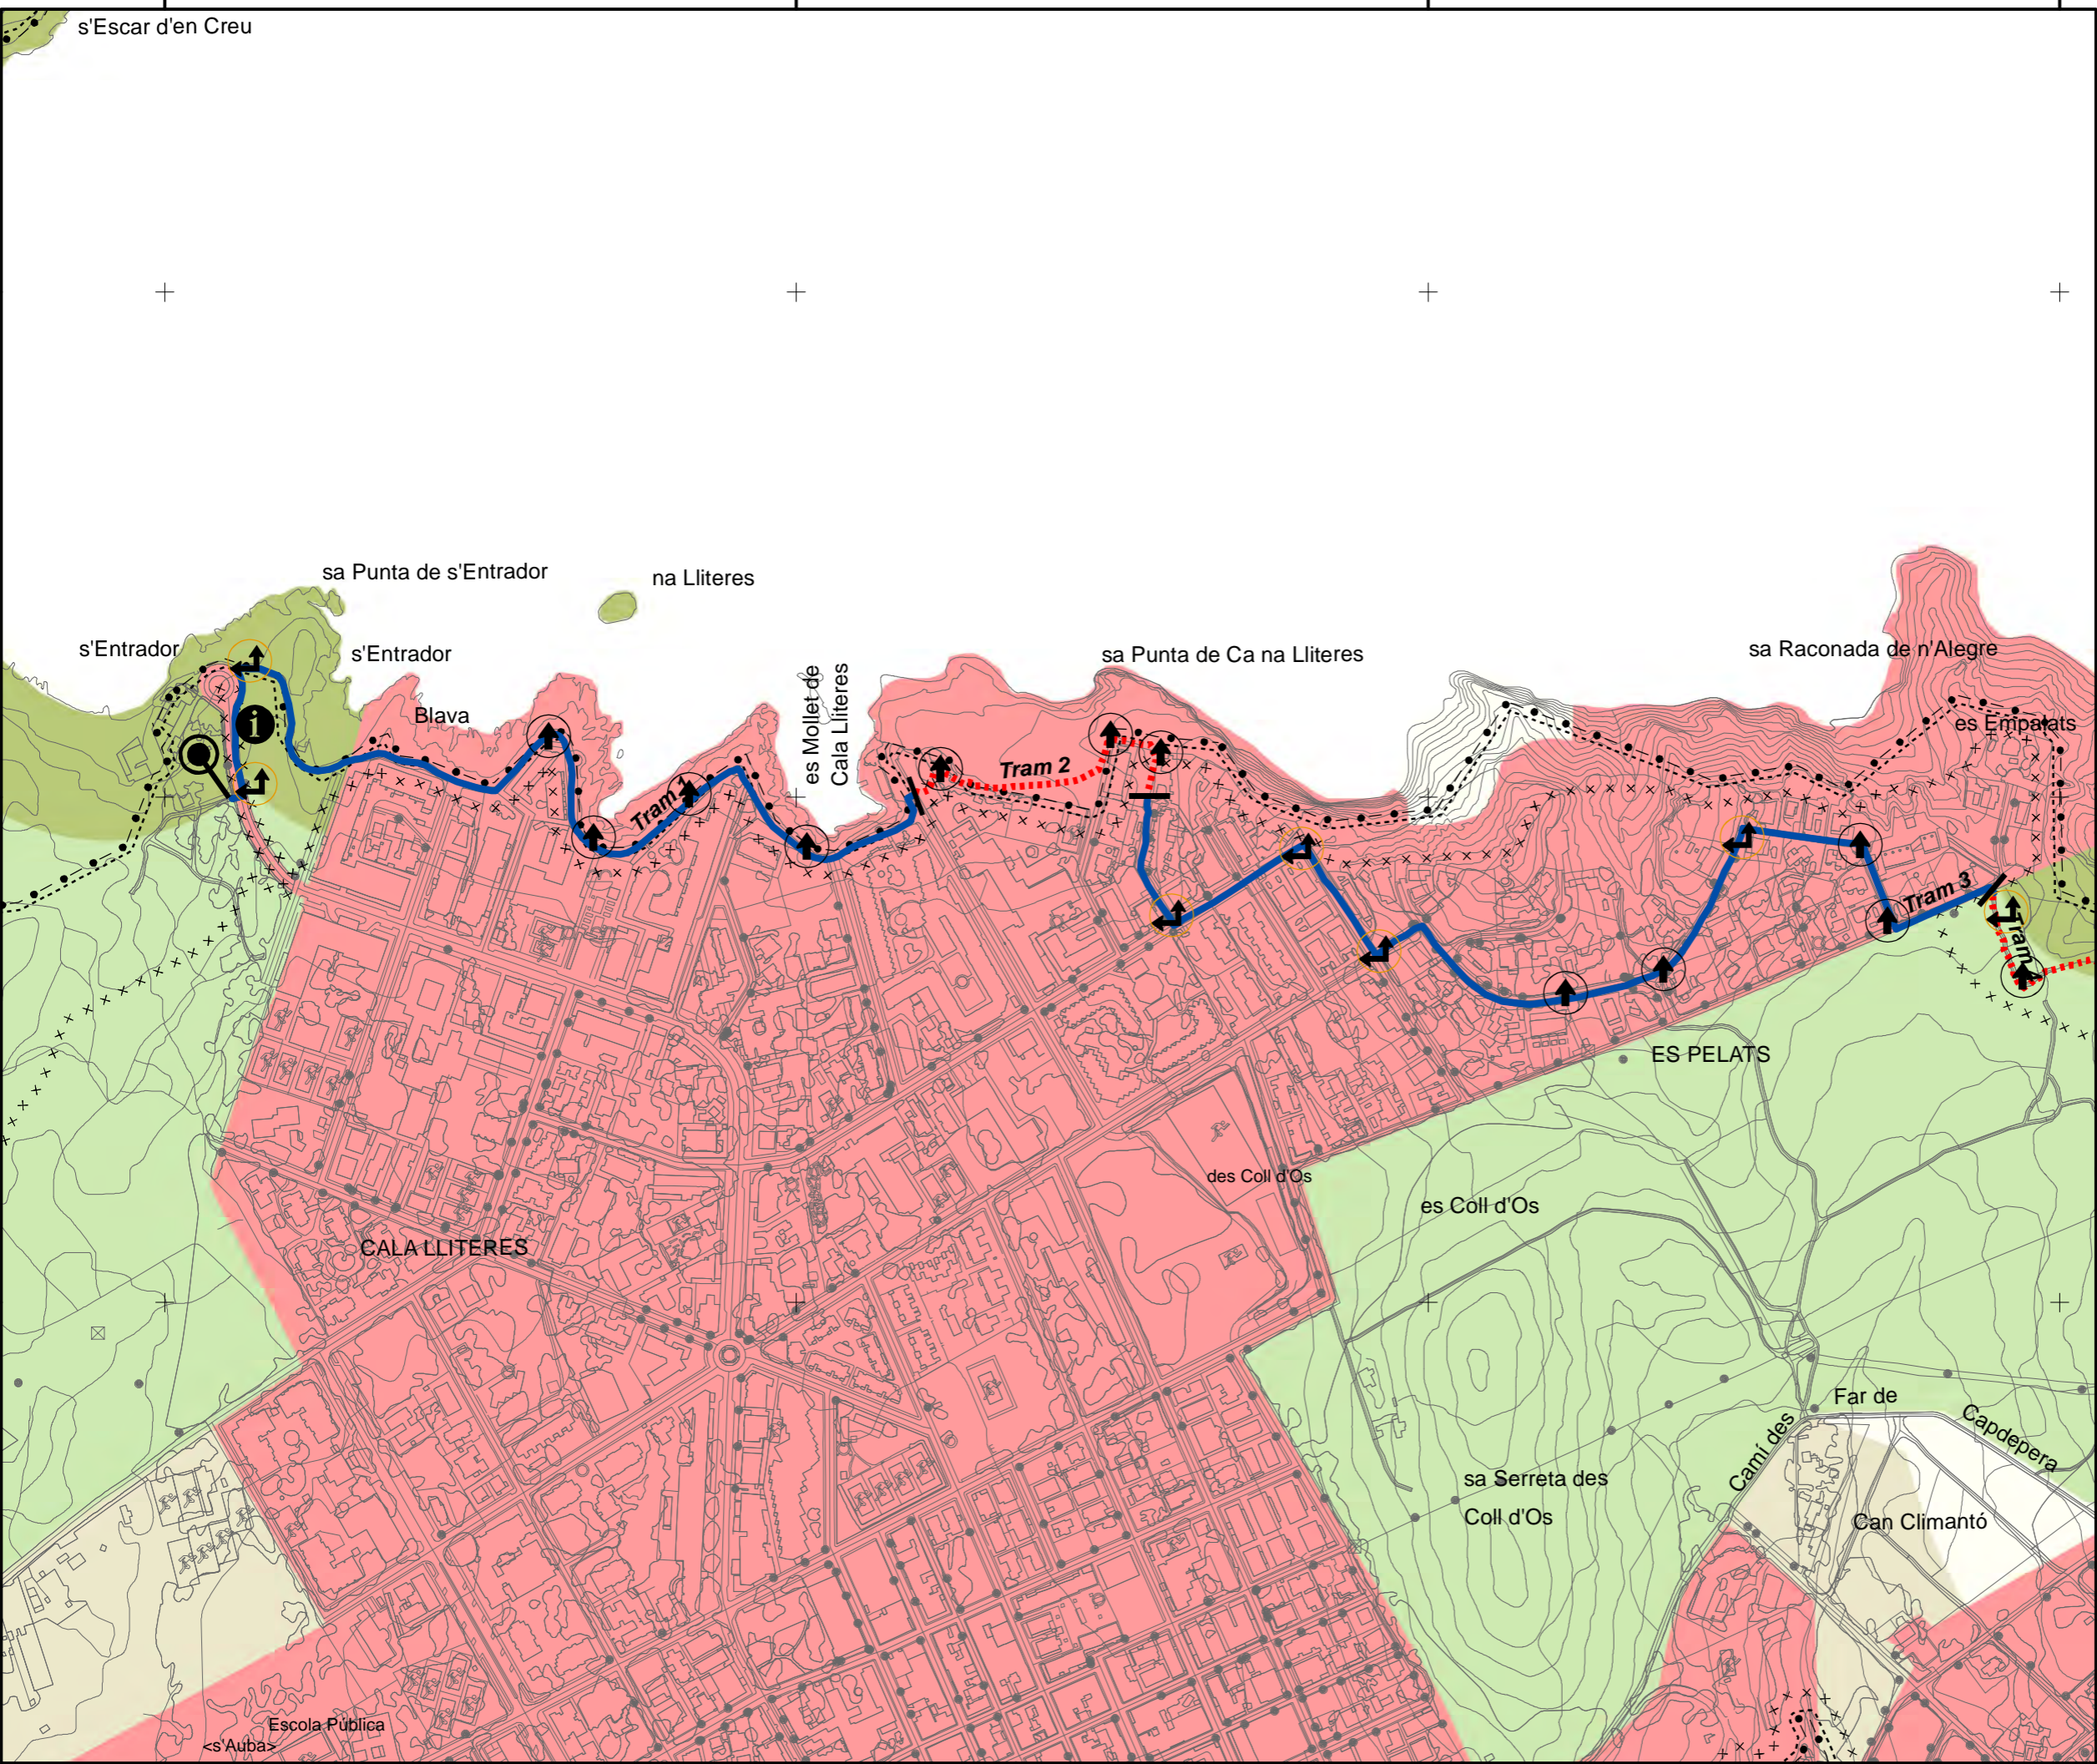 s'Escar d'en Creu
sa Punta de s'Entrador
na Lliteres
s'Entrador
s'Entrador
Blava
es Mollet de
Cala Lliteres
sa Punta de Ca na Lliteres
sa Raconada de n'Alegre
es Empalats
Tram 1
Tram 2
Tram 3
Tram 4
i
ES PELATS
des Coll d'Os
es Coll d'Os
CALA LLITERES
sa Serreta des
Coll d'Os
Camí des
Far de
Capdepera
Can Climantó
Escola Pública
<s'Auba>